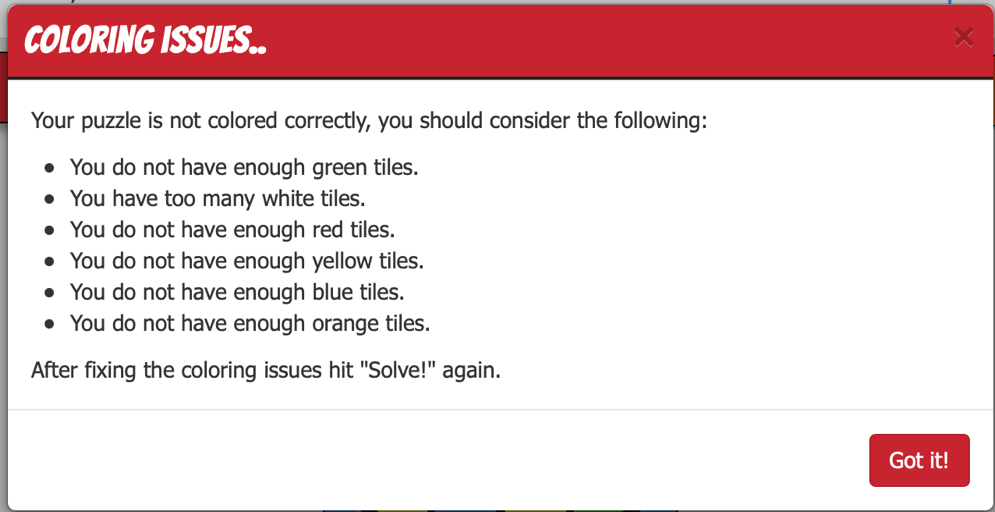 COLORING ISSUES..
×
Your puzzle is not colored correctly, you should consider the following:
• You do not have enough green tiles.
• You have too many white tiles.
• You do not have enough red tiles.
• You do not have enough yellow tiles.
• You do not have enough blue tiles.
• You do not have enough orange tiles.
After fixing the coloring issues hit "Solve!" again.
Got it!